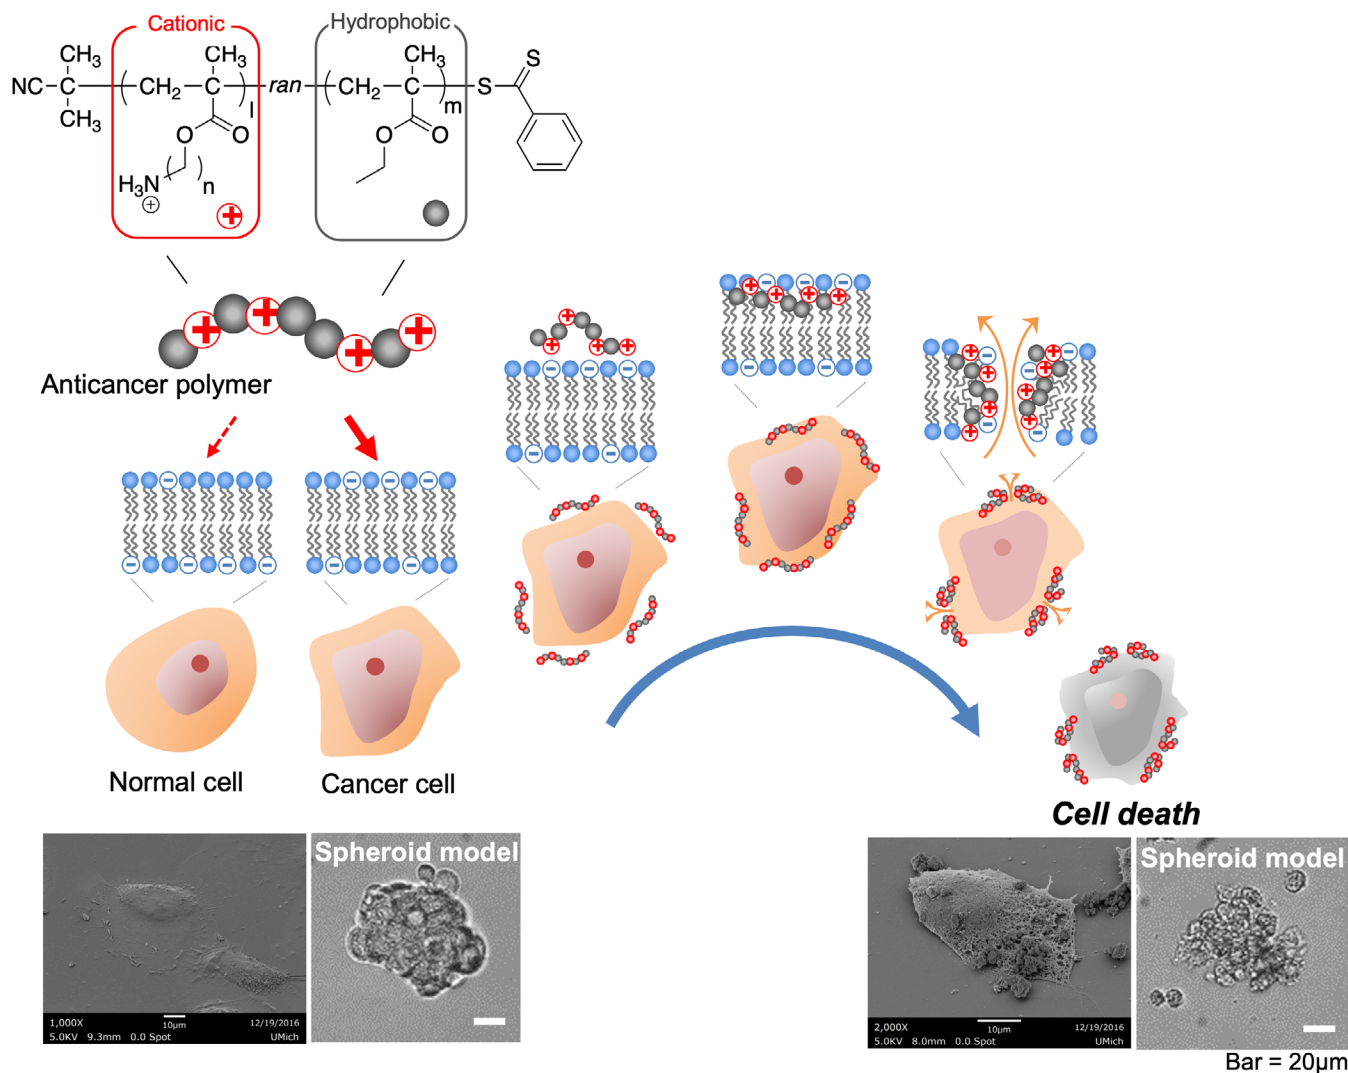 Cationic
Hydrophobic
CH3
CH3
CH3
S
NC
C
CH2
C
l
ran
CH2
C
m
S
CH3
O
O
O
O
H3N
n
+
Anticancer polymer
Normal cell
Cancer cell
Cell death
Spheroid model
Spheroid model
1,000X
10μm
12/19/2016
5.0KV 9.3mm 0.0 Spot
UMich
2,000X
10μm
12/19/2016
5.0KV 8.0mm 0.0 Spot
UMich
Bar = 20μm